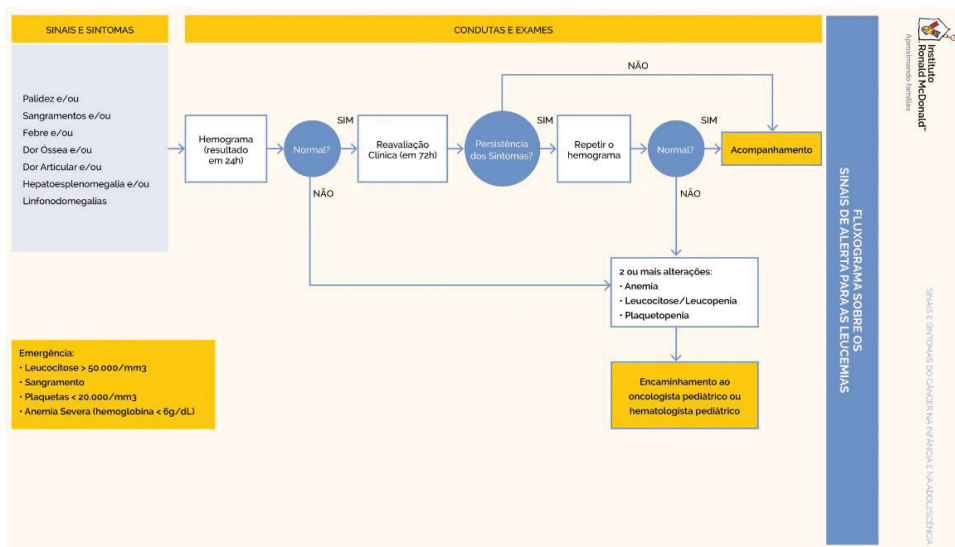 SINAIS E SINTOMAS
CONDUTAS E EXAMES
Palidez e/ou
Sangramentos e/ou
Febre e/ou
Dor Óssea e/ou
Dor Articular e/ou
Hepatoesplenomegalia e/ou
Linfonodomegalias
Hemograma
(resultado
em 24h)
Normal?
SIM
NÃO
Reavaliação
Clínica (em 72h)
Persistência
dos Sintomas?
NÃO
SIM
Repetir o
hemograma
Normal?
SIM
NÃO
Acompanhamento
2 ou mais alterações:
• Anemia
• Leucocitose/Leucopenia
• Plaquetopenia
Encaminhamento ao
oncologista pediátrico ou
hematologista pediátrico
Emergência:
• Leucocitose > 50.000/mm3
• Sangramento
• Plaquetas < 20.000/mm3
• Anemia Severa (hemoglobina < 6g/dL)
FLUXOGRAMA SOBRE OS
SINAIS DE ALERTA PARA AS LEUCEMIAS
Instituto
Ronald McDonald™
Aproximando famílias
SINAIS E SINTOMAS DO CÂNCER NA INFÂNCIA E NA ADOLESCÊNCIA